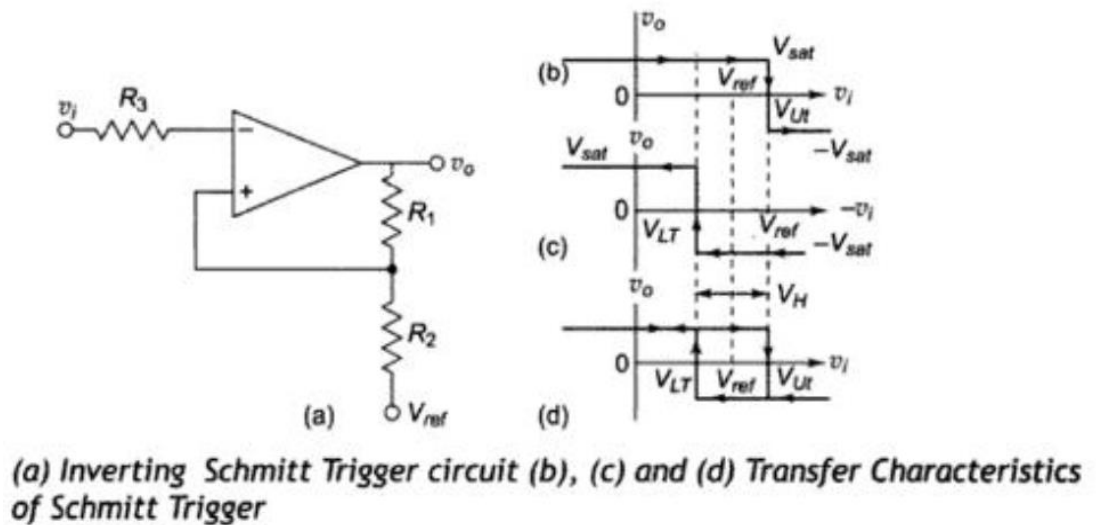 v_o
V_sat
(b)
V_ref
0
v_i
V_Ut
-V_sat
v_i
R_3
−
+
v_o
R_1
R_2
V_ref
(a)
v_o
V_sat
0
-v_i
V_LT
V_ref
-V_sat
(c)
v_o
V_H
0
v_i
V_LT
V_ref
V_Ut
(d)
(a) Inverting Schmitt Trigger circuit (b), (c) and (d) Transfer Characteristics
of Schmitt Trigger